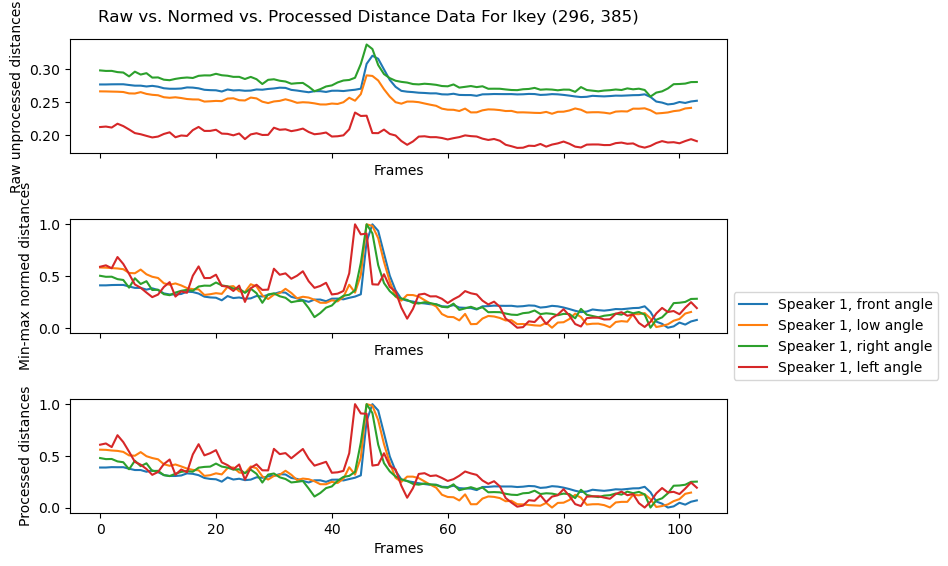 Raw vs. Normed vs. Processed Distance Data For Ikey (296, 385)
Raw unprocessed distances
0.30
0.25
0.20
Frames
Min-max normed distances
1.0
0.5
0.0
Frames
Speaker 1, front angle
Speaker 1, low angle
Speaker 1, right angle
Speaker 1, left angle
Processed distances
1.0
0.5
0.0
0 20 40 60 80 100
Frames